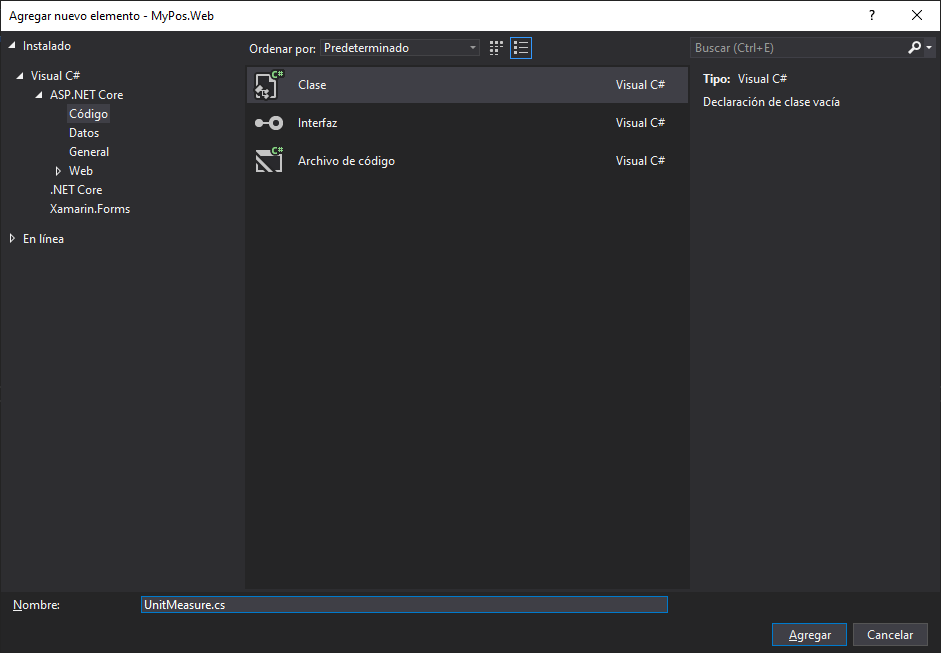 Agregar nuevo elemento - MyPos.Web ?
Instalado
Visual C#
ASP.NET Core
Código
Datos
General
Web
.NET Core
Xamarin.Forms
En línea
Ordenar por: Predeterminado
C# Clase Visual C#
Interfaz Visual C#
C# Archivo de código Visual C#
Buscar (Ctrl+E)
Tipo: Visual C#
Declaración de clase vacía
Nombre: UnitMeasure.cs
Agregar Cancelar